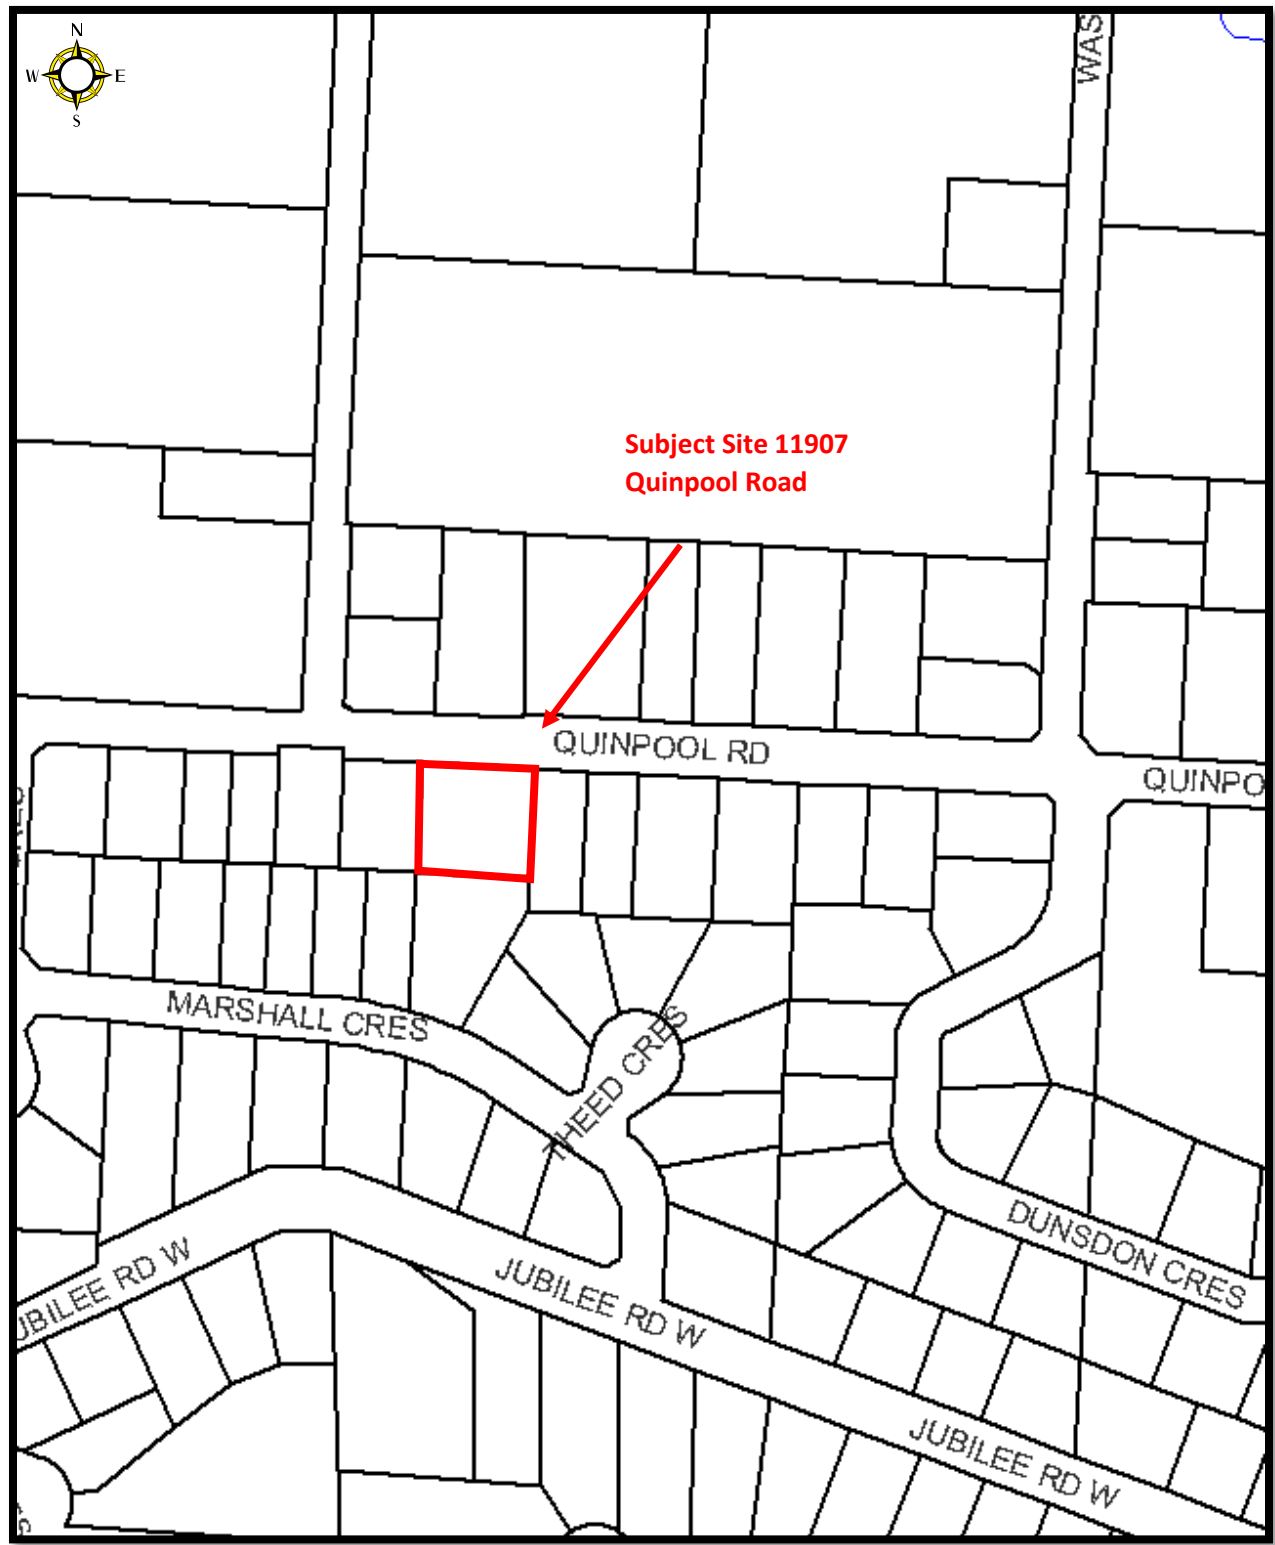 N
W E
S
WAS
Subject Site 11907
Quinpool Road
QUINPOOL RD
QUINPO
MARSHALL CRES
THEED CRES
DUNSDON CRES
UBILEE RD W
JUBILEE RD W
JUBILEE RD W